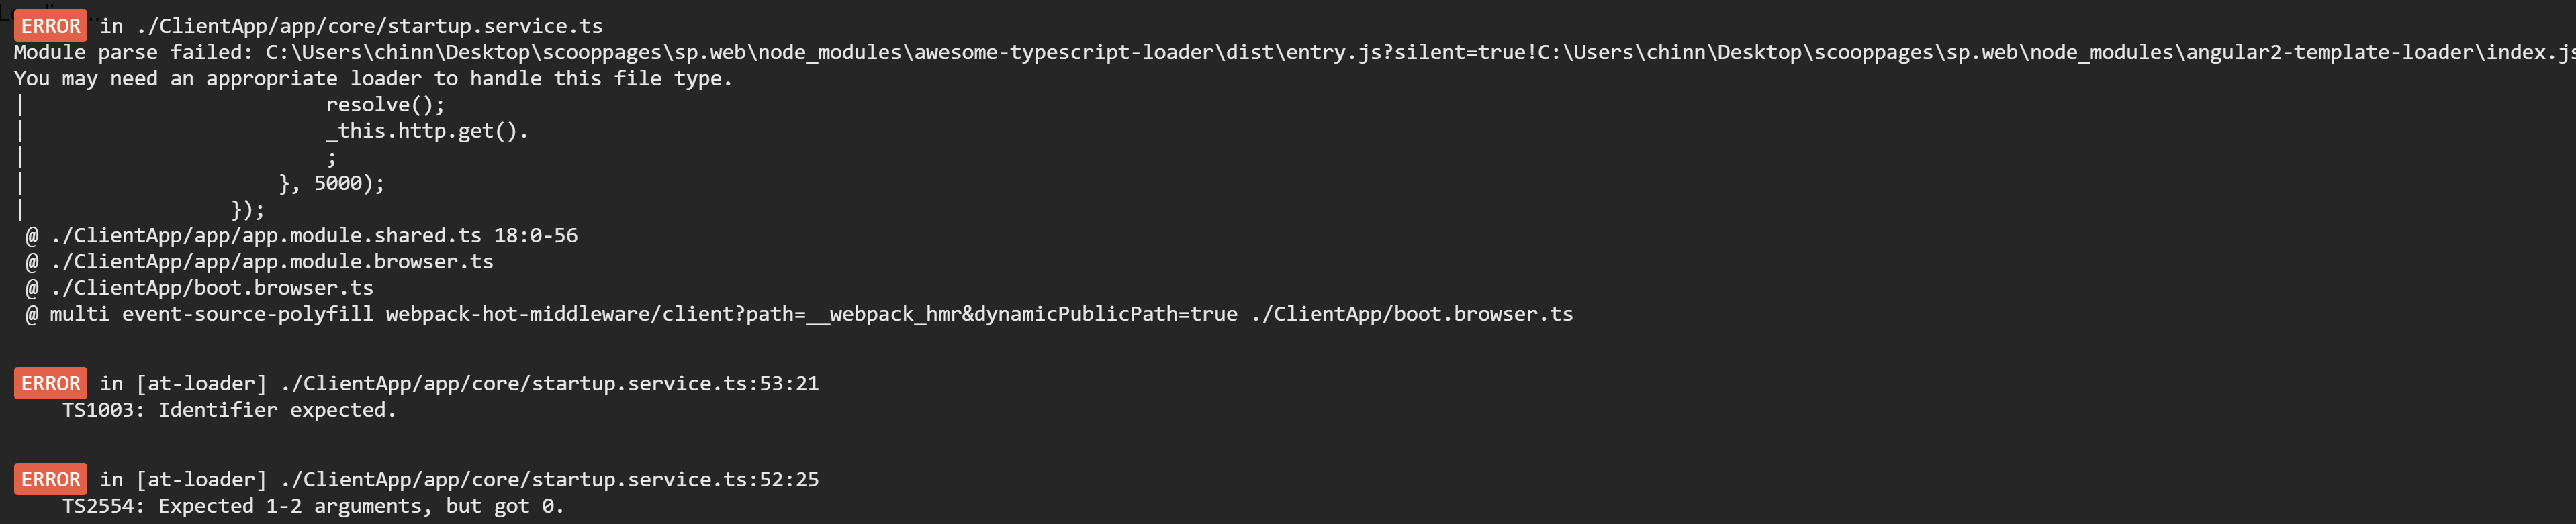 ERROR in ./ClientApp/app/core/startup.service.ts
Module parse failed: C:\Users\chinn\Desktop\scooppages\sp.web\node_modules\awesome-typescript-loader\dist\entry.js?silent=true!C:\Users\chinn\Desktop\scooppages\sp.web\node_modules\angular2-template-loader\index.js
You may need an appropriate loader to handle this file type.
|                          resolve();
|                          _this.http.get().
|                          ;
|                      }, 5000);
|                  });
 @ ./ClientApp/app/app.module.shared.ts 18:0-56
 @ ./ClientApp/app/app.module.browser.ts
 @ ./ClientApp/boot.browser.ts
 @ multi event-source-polyfill webpack-hot-middleware/client?path=__webpack_hmr&dynamicPublicPath=true ./ClientApp/boot.browser.ts
ERROR in [at-loader] ./ClientApp/app/core/startup.service.ts:53:21
    TS1003: Identifier expected.
ERROR in [at-loader] ./ClientApp/app/core/startup.service.ts:52:25
    TS2554: Expected 1-2 arguments, but got 0.